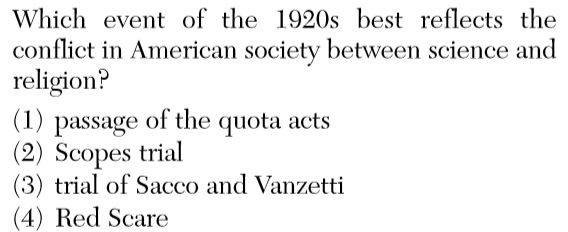 Which event of the 1920s best reflects the
conflict in American society between science and
religion?
(1) passage of the quota acts
(2) Scopes trial
(3) trial of Sacco and Vanzetti
(4) Red Scare